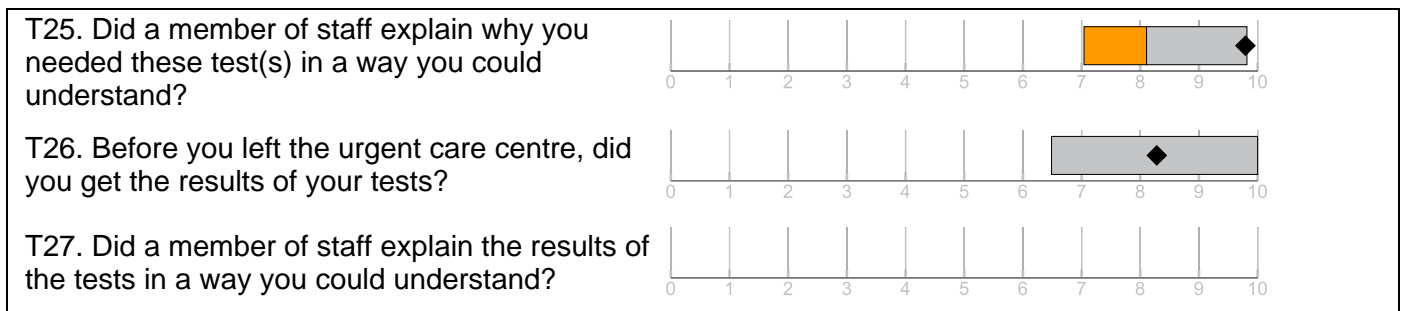 T25. Did a member of staff explain why you
needed these test(s) in a way you could
understand?
0 1 2 3 4 5 6 7 8 9 10
T26. Before you left the urgent care centre, did
you get the results of your tests?
0 1 2 3 4 5 6 7 8 9 10
T27. Did a member of staff explain the results of
the tests in a way you could understand?
0 1 2 3 4 5 6 7 8 9 10